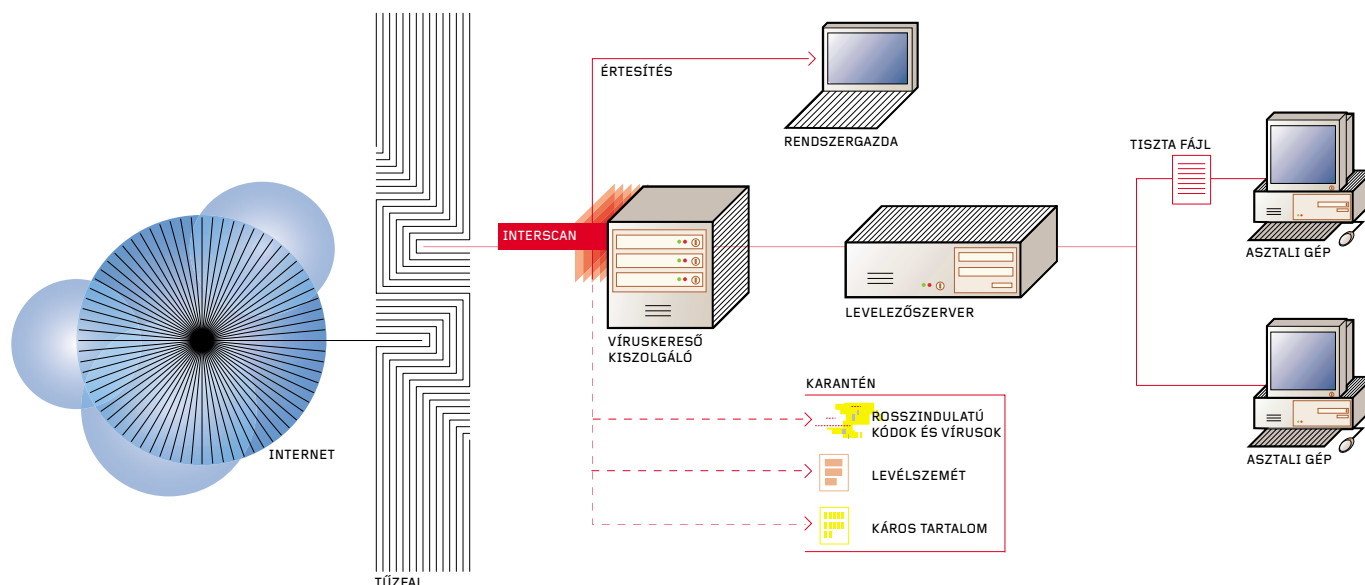 ÉRTESÍTÉS
RENDSZERGAZDA
TISZTA FÁJL
INTERSCAN
ASZTALI GÉP
LEVELEZŐSZERVER
VÍRUSKERESŐ
KISZOLGÁLÓ
KARANTÉN
ROSSZINDULATÚ
KÓDOK ÉS VÍRUSOK
INTERNET
ASZTALI GÉP
LEVÉLSZEMÉT
KÁROS TARTALOM
TŰZFAL